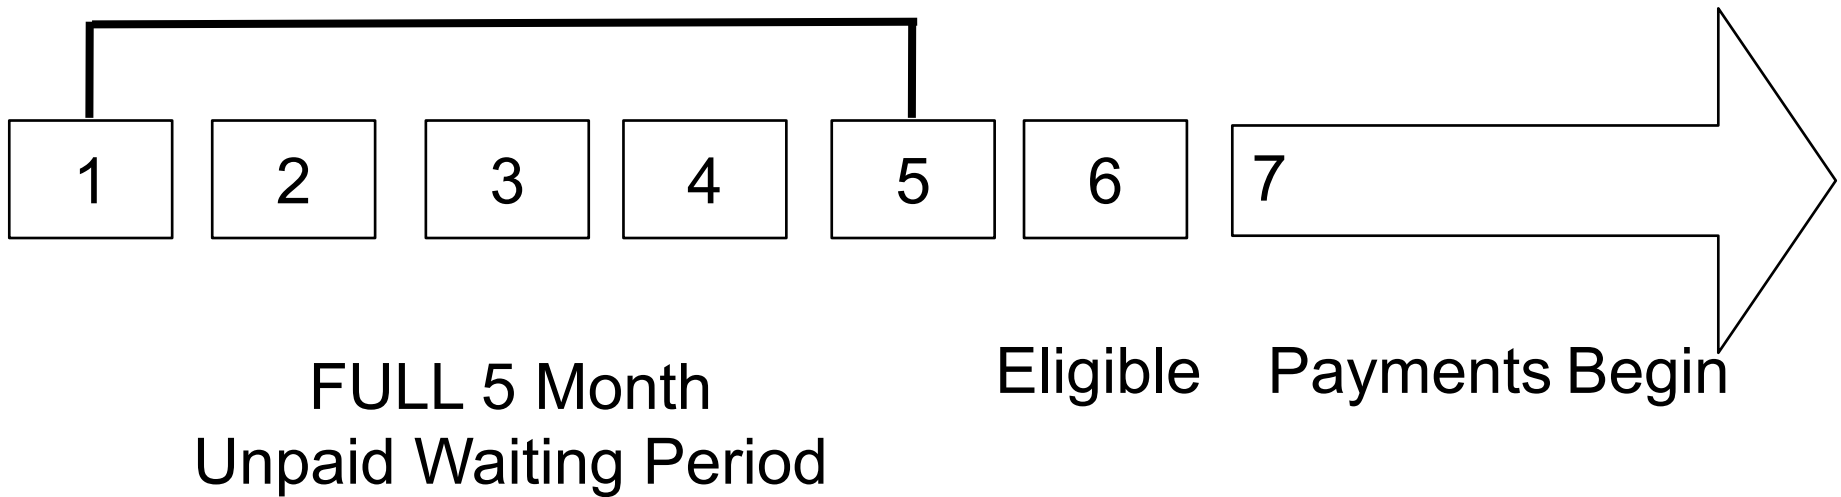 1 2 3 4 5 6 7
Eligible Payments Begin
FULL 5 Month
Unpaid Waiting Period